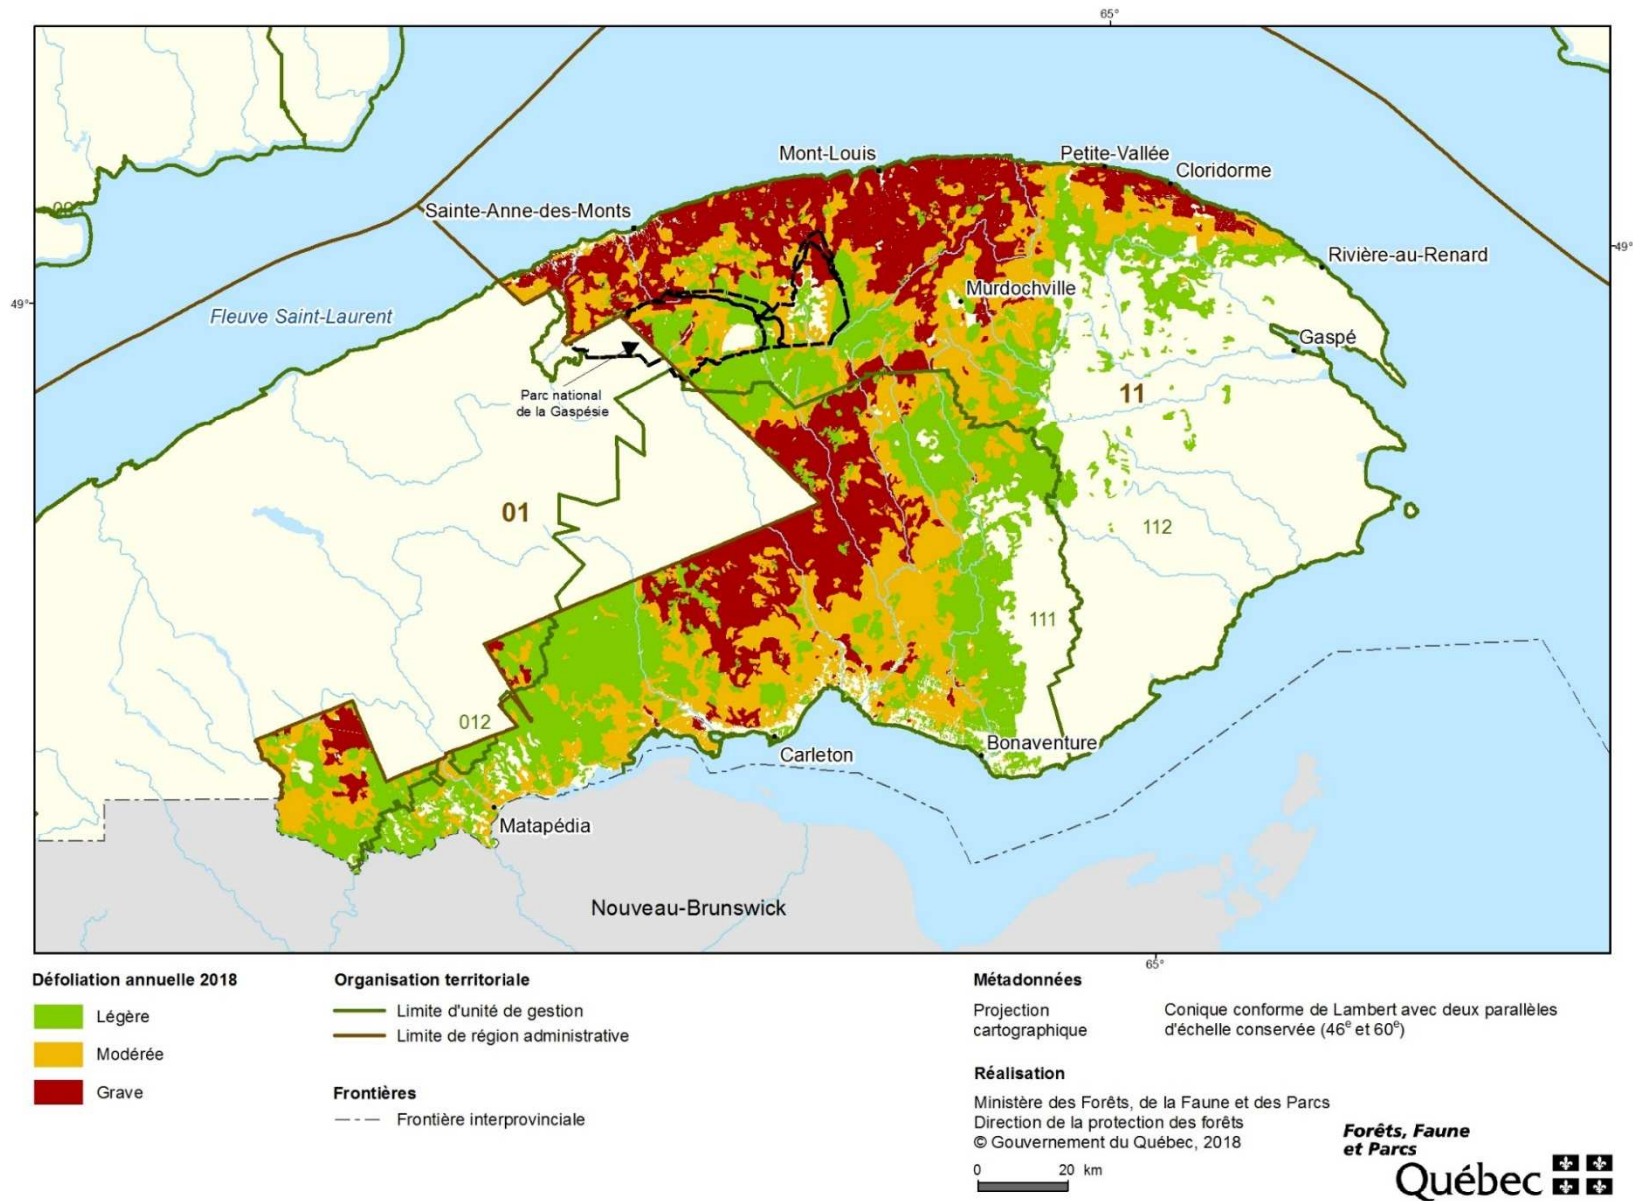 65°
Mont-Louis
Petite-Vallée
Cloridorme
Sainte-Anne-des-Monts
49°
Rivière-au-Renard
49°
Murdochville
Fleuve Saint-Laurent
Gaspé
Parc national
de la Gaspésie
11
01
112
111
012
Bonaventure
Carleton
Matapédia
Nouveau-Brunswick
65°
Défoliation annuelle 2018
Légère
Modérée
Grave
Organisation territoriale
Limite d'unité de gestion
Limite de région administrative
Frontières
Frontière interprovinciale
Métadonnées
Projection
cartographique
Conique conforme de Lambert avec deux parallèles
d'échelle conservée (46e et 60e)
Réalisation
Ministère des Forêts, de la Faune et des Parcs
Direction de la protection des forêts
© Gouvernement du Québec, 2018
0 20 km
Forêts, Faune
et Parcs
Québec